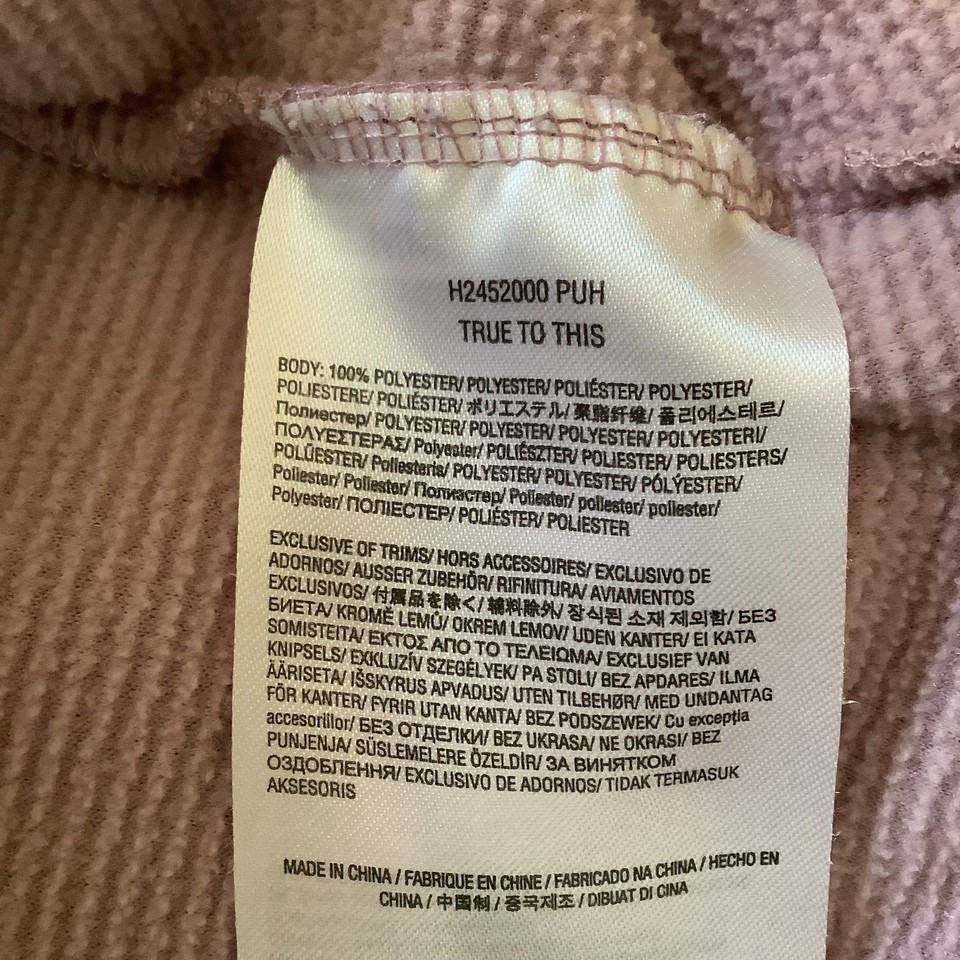 H2452000 PUH
TRUE TO THIS
BODY: 100% POLYESTER/ POLYESTER/ POLIÉSTER/ POLYESTER/
POLIESTERE/ POLIÉSTER/ ポリエステル/ 聚脂纤维/ 폴리에스테르/
Полиестер/ POLYESTER/ POLYESTER/ POLYESTER/ POLYESTERI/
ΠΟΛΥΕΣΤΕΡΑΣ/ Polyester/ POLIÉSZTER/ POLIESTER/ POLIESTERS/
POLÜESTER/ Poliesteris/ POLYESTER/ POLYESTER/ PÓLÝESTER/
Poliester/ Poliester/ Полиэстер/ Poliester/ poliester/ poliester/
Polyester/ ПОЛІЕСТЕР/ POLIÉSTER/ POLIESTER
EXCLUSIVE OF TRIMS/ HORS ACCESSOIRES/ EXCLUSIVO DE
ADORNOS/ AUSSER ZUBEHÖR/ RIFINITURA/ AVIAMENTOS
EXCLUSIVOS/ 付属品を除く/ 辅料除外/ 장식된 소재 제외함/ БЕЗ
БИЕТА/ KROMĚ LEMŮ/ OKREM LEMOV/ UDEN KANTER/ EI KATA
SOMISTEITA/ ΕΚΤΟΣ ΑΠΟ ΤΟ ΤΕΛΕΙΩΜΑ/ EXCLUSIEF VAN
KNIPSELS/ EXKLUZÍV SZEGÉLYEK/ PA STOLI/ BEZ APDARES/ ILMA
ÄÄRISETA/ IŠSKYRUS APVADUS/ UTEN TILBEHØR/ MED UNDANTAG
FÖR KANTER/ FYRIR UTAN KANTA/ BEZ PODSZEWEK/ Cu excepţia
accesoriilor/ БЕЗ ОТДЕЛКИ/ BEZ UKRASA/ NE OKRASI/ BEZ
PUNJENJA/ SÜSLEMELERE ÖZELDİR/ ЗА ВИНЯТКОМ
ОЗДОБЛЕННЯ/ EXCLUSIVO DE ADORNOS/ TIDAK TERMASUK
AKSESORIS
MADE IN CHINA / FABRIQUE EN CHINE / FABRICADO NA CHINA / HECHO EN
CHINA / 中国制 / 중국제조 / DIBUAT DI CINA